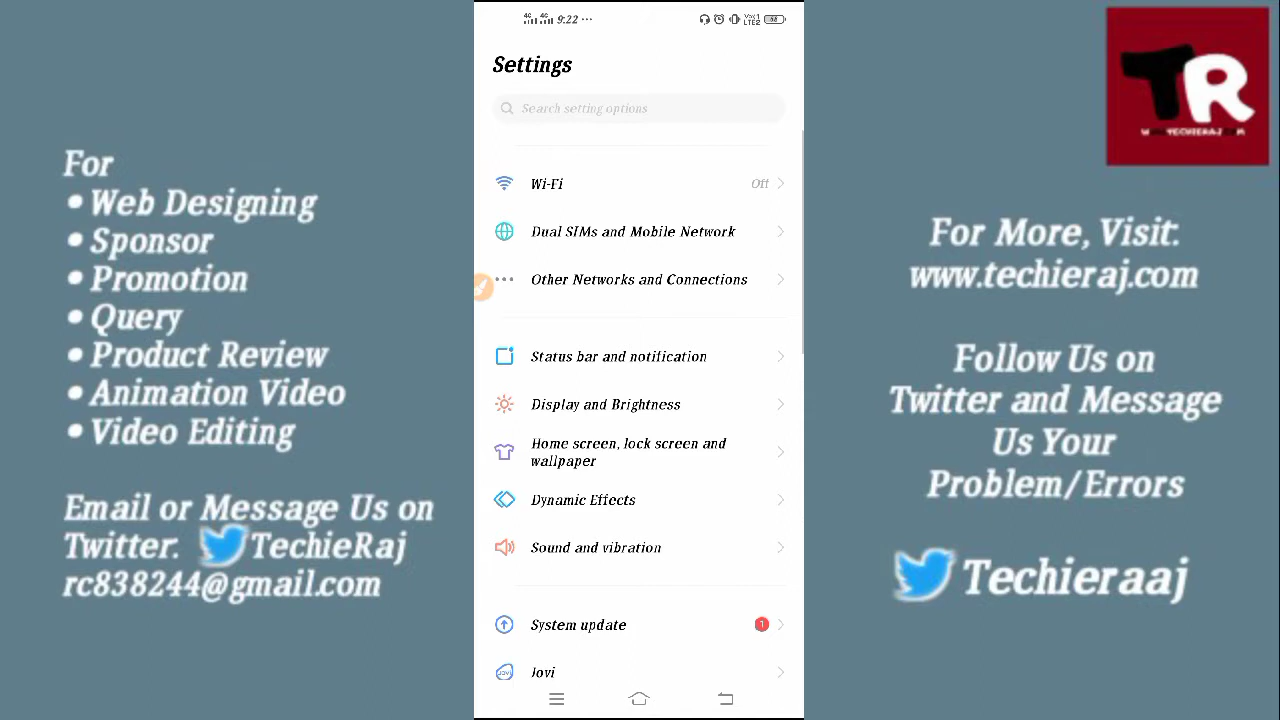 For
• Web Designing
• Sponsor
• Promotion
• Query
• Product Review
• Animation Video
• Video Editing
Email or Message Us on
Twitter. TechieRaj
rc838244@gmail.com
4G 4G 9:22 ···
LTE2
Settings
Search setting options
Wi-Fi Off
Dual SIMs and Mobile Network
Other Networks and Connections
Status bar and notification
Display and Brightness
Home screen, lock screen and
wallpaper
Dynamic Effects
Sound and vibration
System update 1
Jovi
TR
For More, Visit:
www.techieraj.com
Follow Us on
Twitter and Message
Us Your
Problem/Errors
Techieraaj